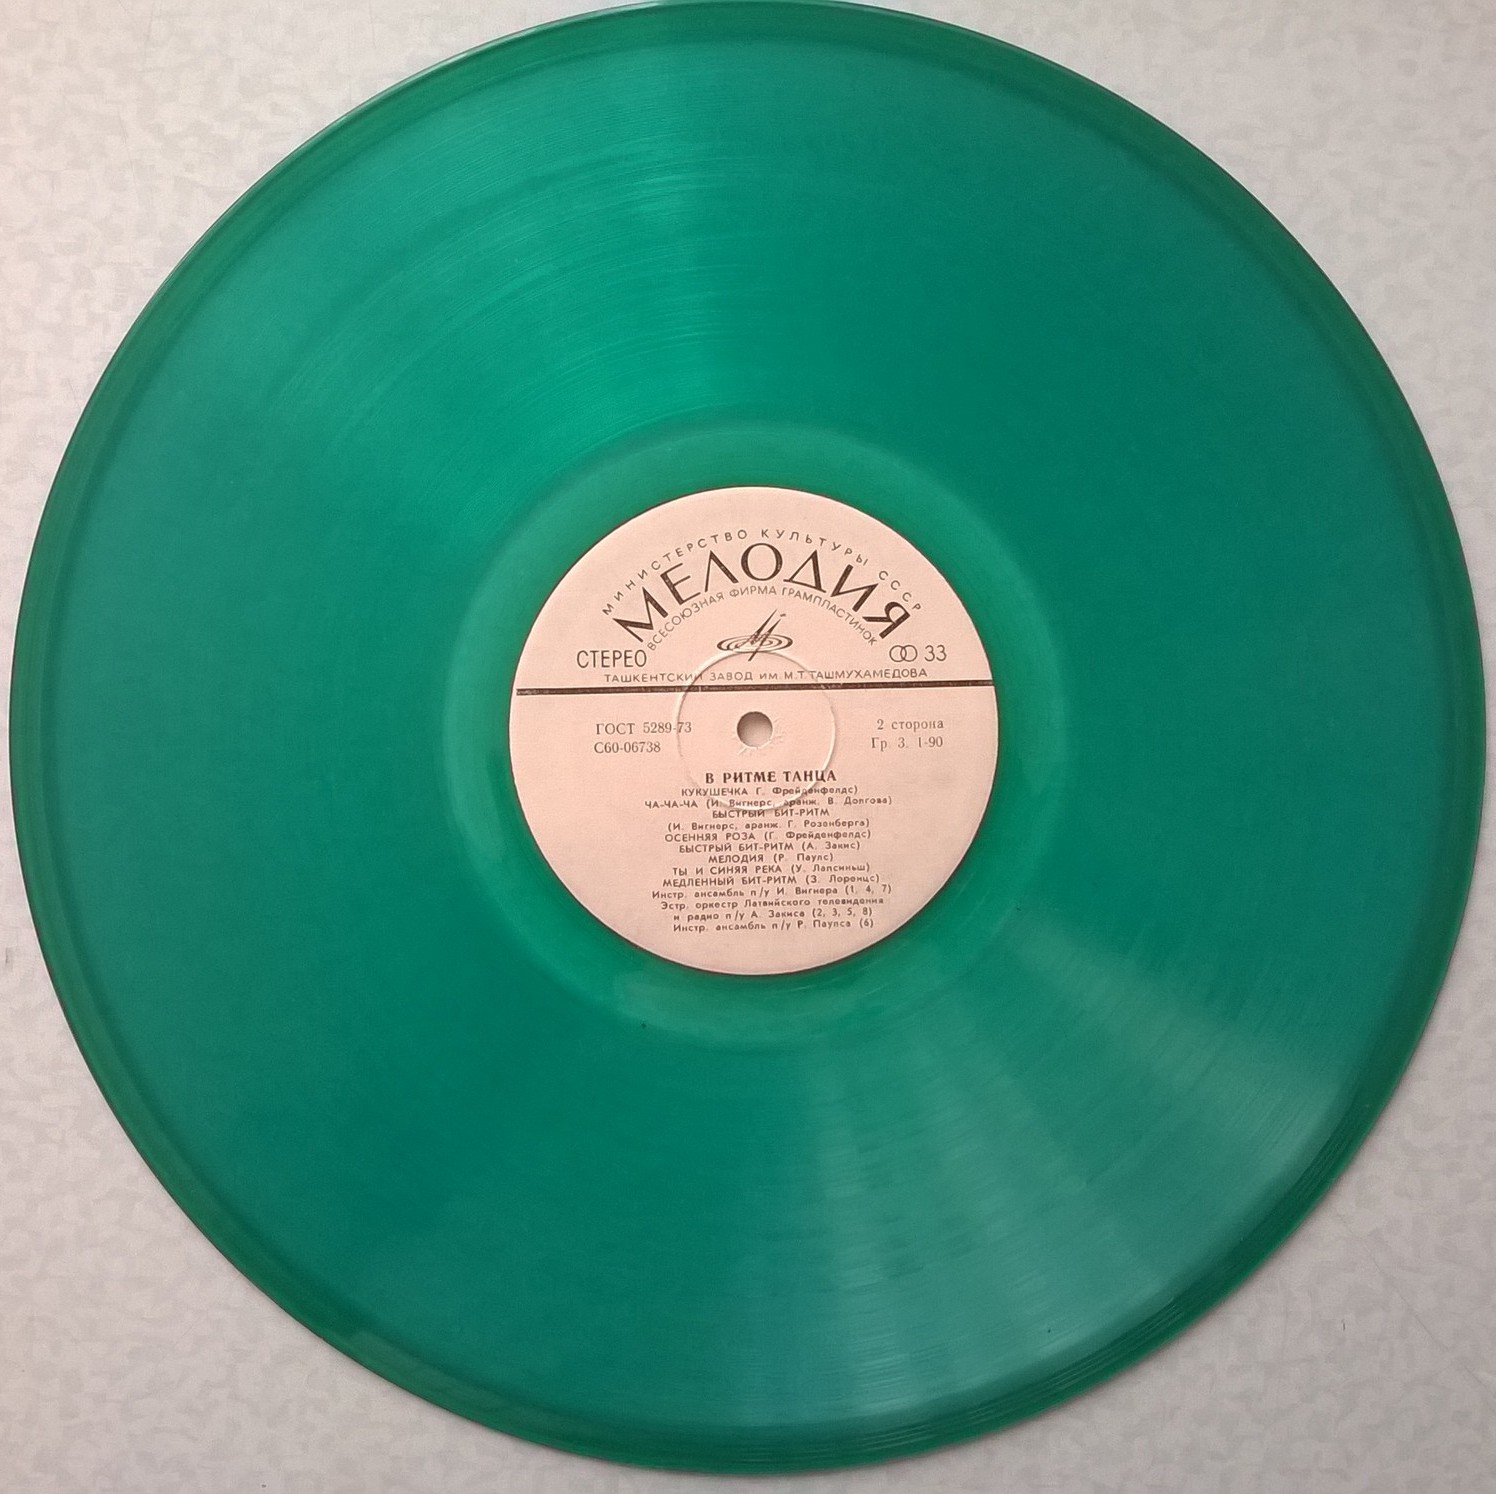 МИНИСТЕРСТВО КУЛЬТУРЫ СССР
МЕЛОДИЯ
ВСЕСОЮЗНАЯ ФИРМА ГРАМПЛАСТИНОК
СТЕРЕО
33
ТАШКЕНТСКИЙ ЗАВОД ИМ. М.Т. ТАШМУХАМЕДОВА
ГОСТ 5289-73
2 сторона
С60-06738
Гр. 3. 1-90
В РИТМЕ ТАНЦА
КУКУШЕЧКА Г. Фрейденфелдс)
ЧА-ЧА-ЧА (И. Вигнерс, аранж. В. Долгова)
БЫСТРЫЙ БИТ-РИТМ
(И. Вигнерс, аранж. Г. Розенберга)
ОСЕННЯЯ РОЗА (Г. Фрейденфелдс)
БЫСТРЫЙ БИТ-РИТМ (А. Закис)
МЕЛОДИЯ (Р. Паулс)
ТЫ И СИНЯЯ РЕКА (У. Лапсиньш)
МЕДЛЕННЫЙ БИТ-РИТМ (З. Лоренцс)
Инстр. ансамбль п/у И. Вигнера (1, 4, 7)
Эстр. оркестр Латвийского телевидения
и радио п/у А. Закиса (2, 3, 5, 8)
Инстр. ансамбль п/у Р. Паулса (6)